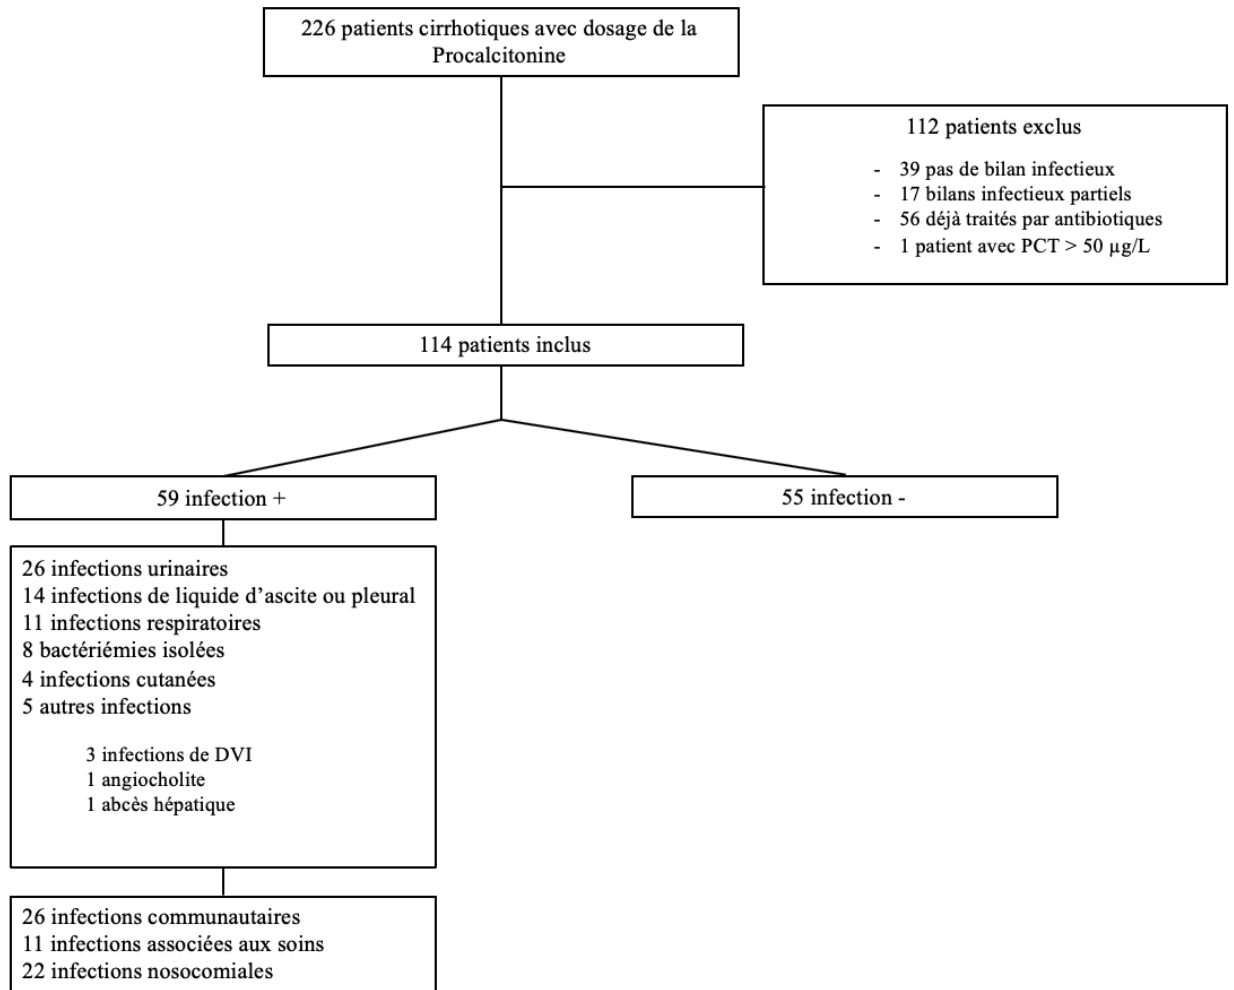 226 patients cirrhotiques avec dosage de la
Procalcitonine
112 patients exclus
- 39 pas de bilan infectieux
- 17 bilans infectieux partiels
- 56 déjà traités par antibiotiques
- 1 patient avec PCT > 50 µg/L
114 patients inclus
59 infection +
55 infection -
26 infections urinaires
14 infections de liquide d’ascite ou pleural
11 infections respiratoires
8 bactériémies isolées
4 infections cutanées
5 autres infections
3 infections de DVI
1 angiocholite
1 abcès hépatique
26 infections communautaires
11 infections associées aux soins
22 infections nosocomiales